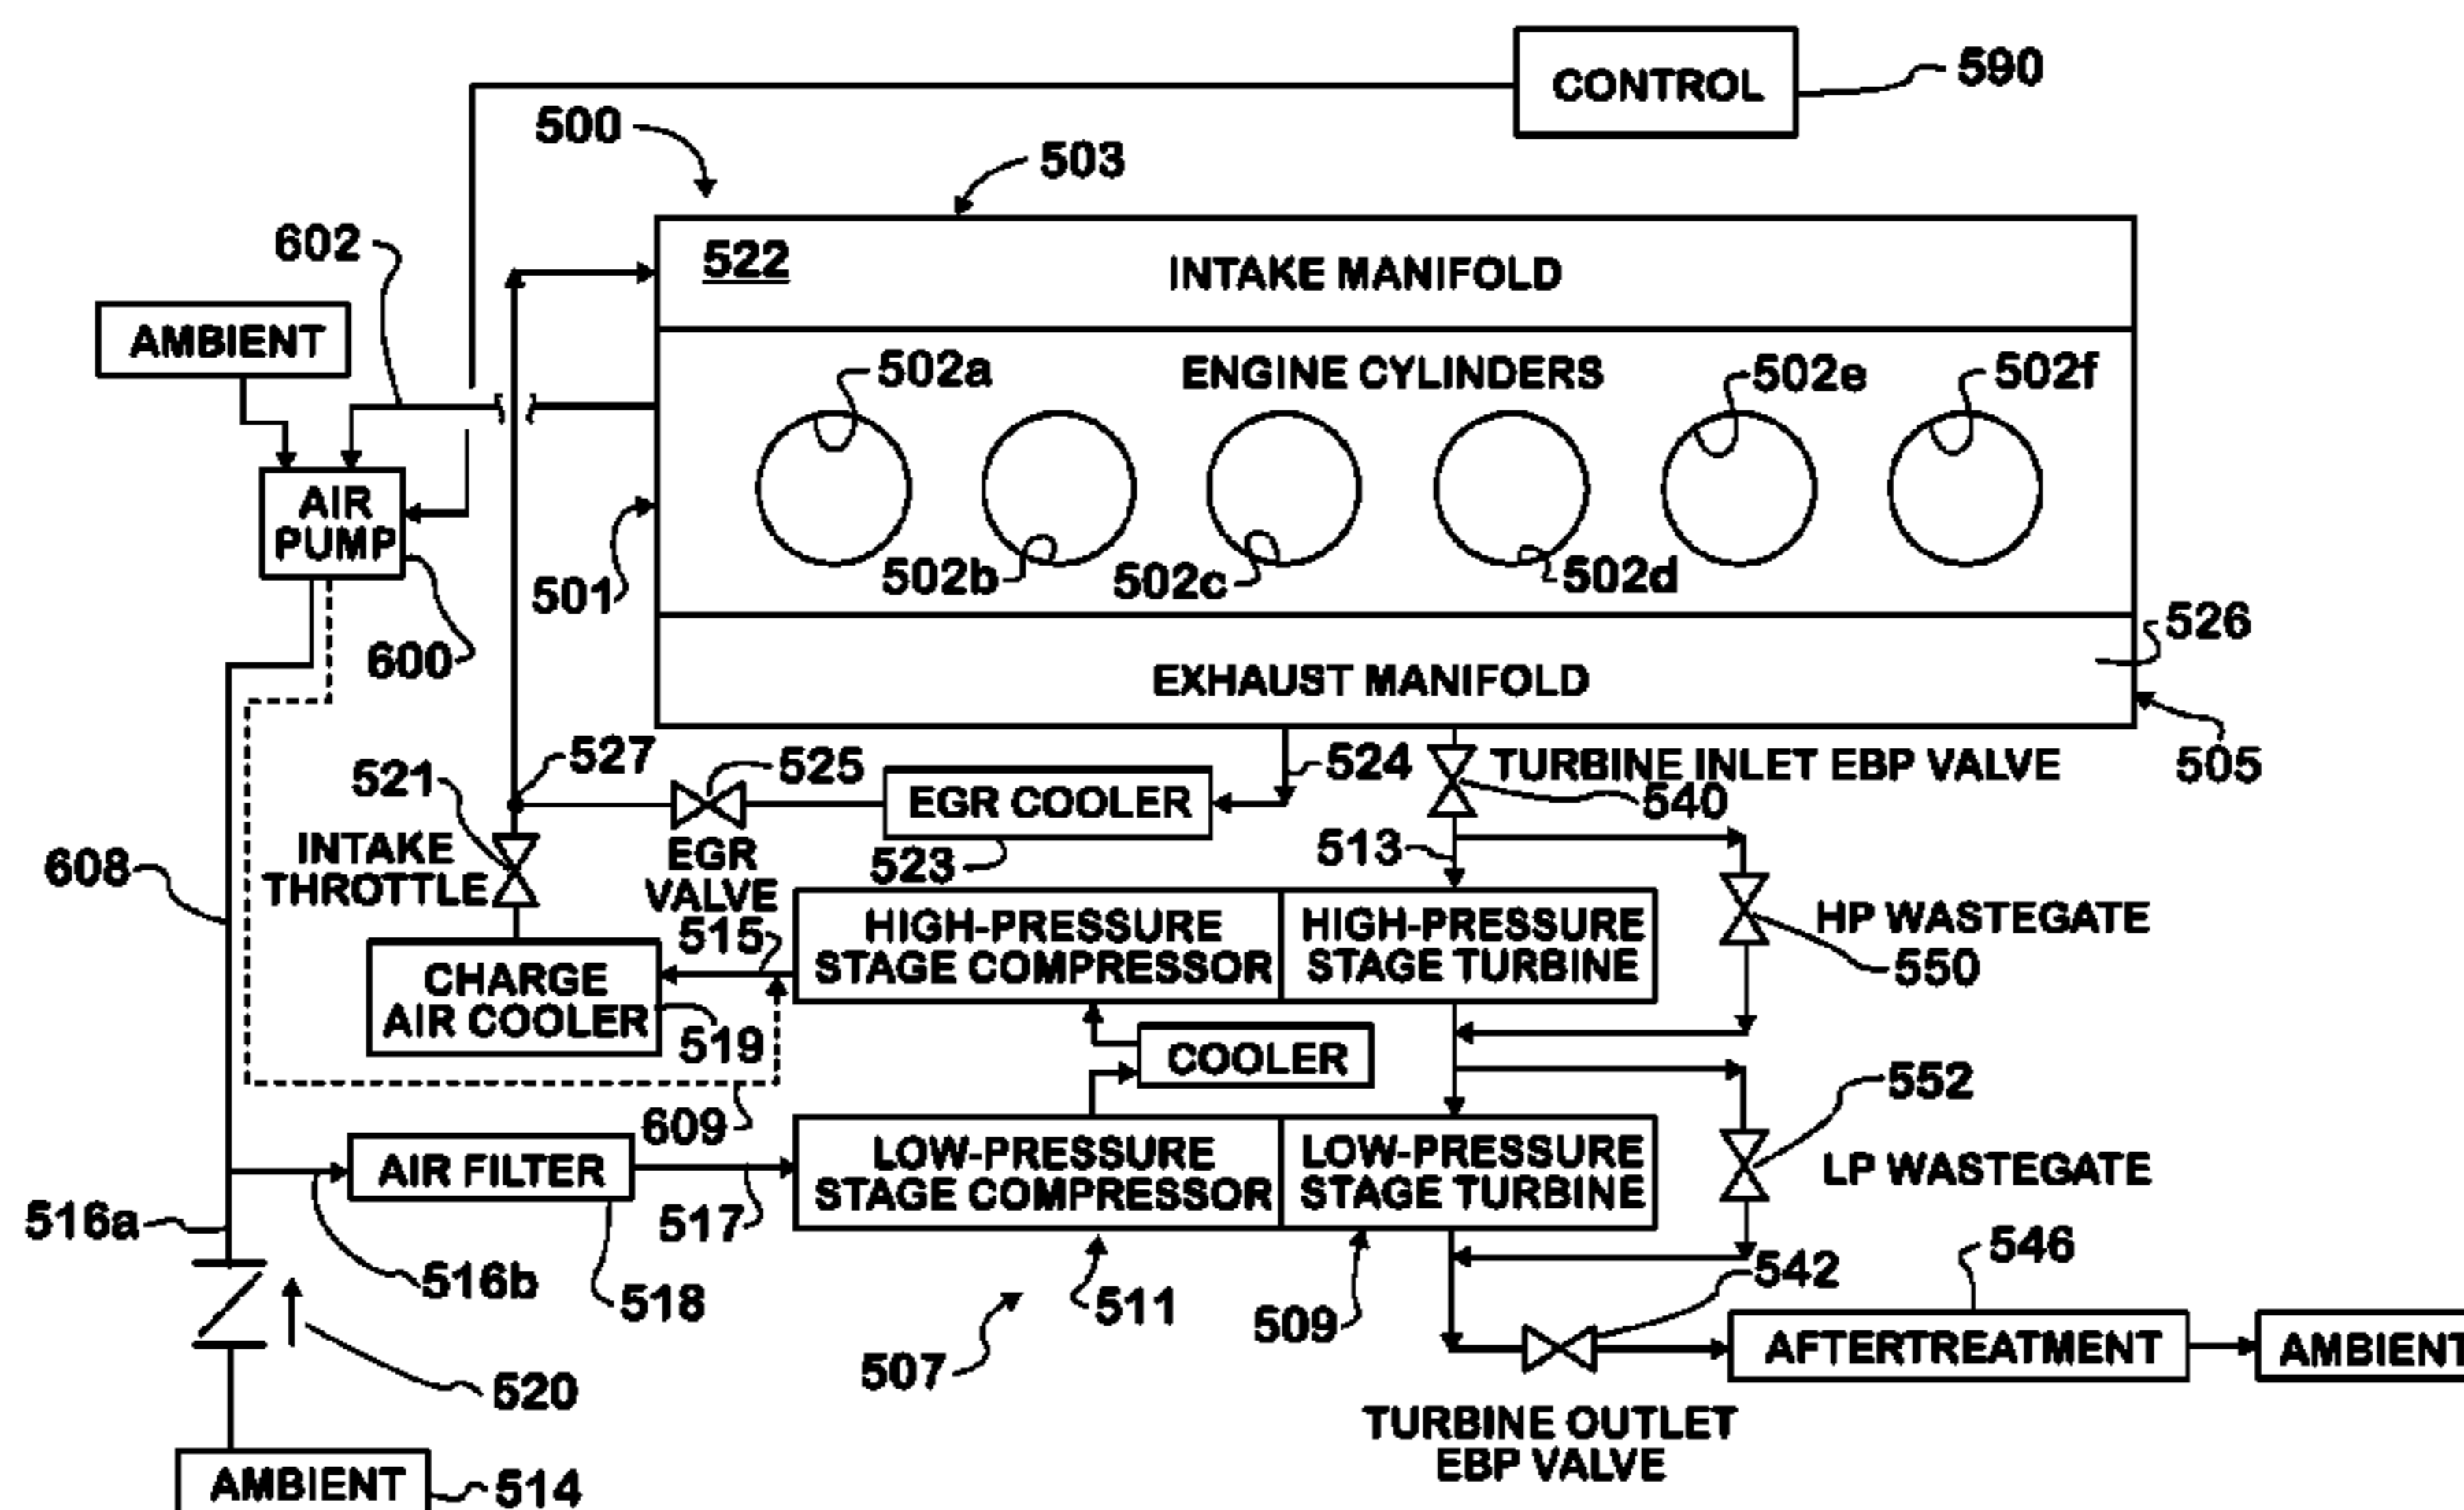 CONTROL
590
500
503
602
522
INTAKE MANIFOLD
AMBIENT
502a
ENGINE CYLINDERS
502e
502f
AIR
PUMP
501
502b
502c
502d
600
526
EXHAUST MANIFOLD
527
525
524
TURBINE INLET EBP VALVE
505
521
EGR COOLER
540
INTAKE
THROTTLE
EGR
VALVE
523
513
608
515
HIGH-PRESSURE
STAGE COMPRESSOR
HIGH-PRESSURE
STAGE TURBINE
HP WASTEGATE
550
CHARGE
AIR COOLER
519
COOLER
552
609
AIR FILTER
LOW-PRESSURE
STAGE COMPRESSOR
LOW-PRESSURE
STAGE TURBINE
LP WASTEGATE
516a
517
516b
518
511
509
542
546
507
520
AFTERTREATMENT
AMBIENT
TURBINE OUTLET
EBP VALVE
AMBIENT
514